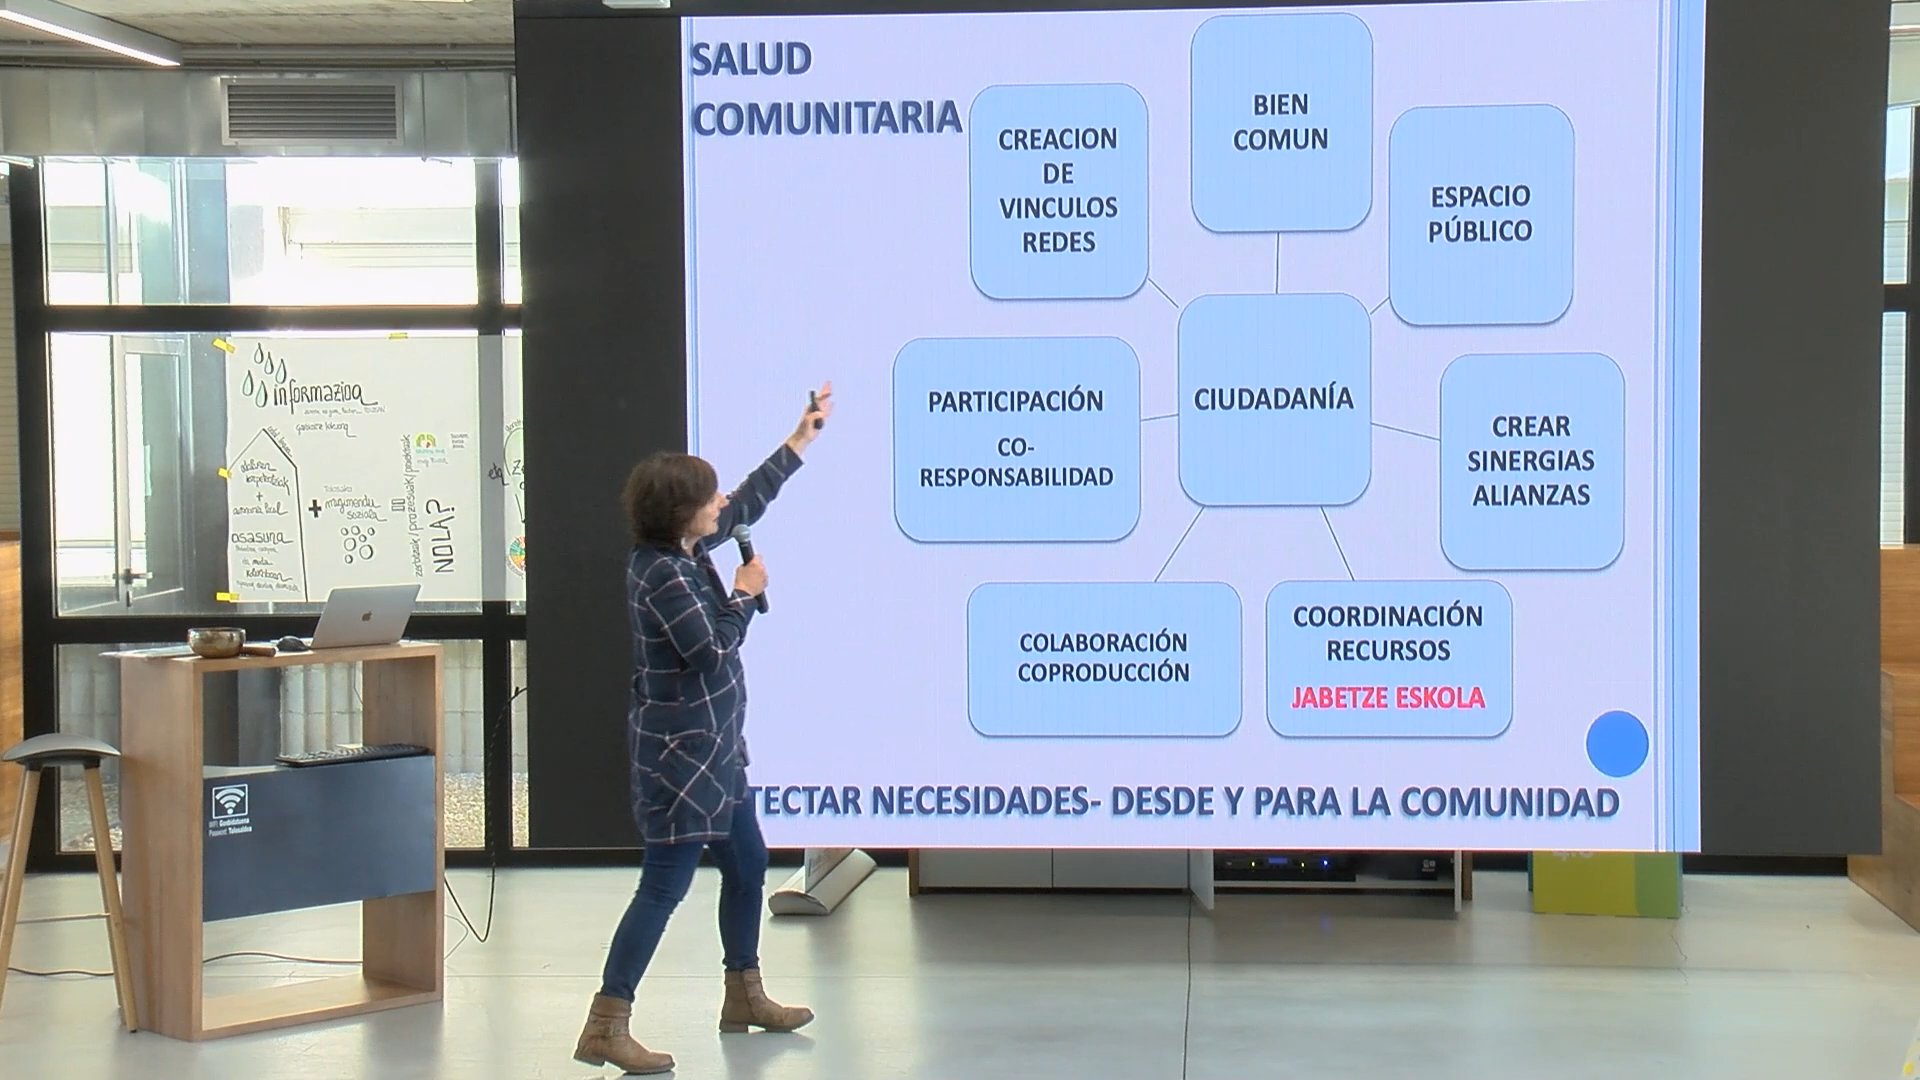 SALUD
COMUNITARIA
CREACION
DE
VINCULOS
REDES
BIEN
COMUN
ESPACIO
PÚBLICO
PARTICIPACIÓN
CO-
RESPONSABILIDAD
CIUDADANÍA
CREAR
SINERGIAS
ALIANZAS
COLABORACIÓN
COPRODUCCIÓN
COORDINACIÓN
RECURSOS
JABETZE ESKOLA
TECTAR NECESIDADES- DESDE Y PARA LA COMUNIDAD
informazioa
+
osasuna
+
NOLA?